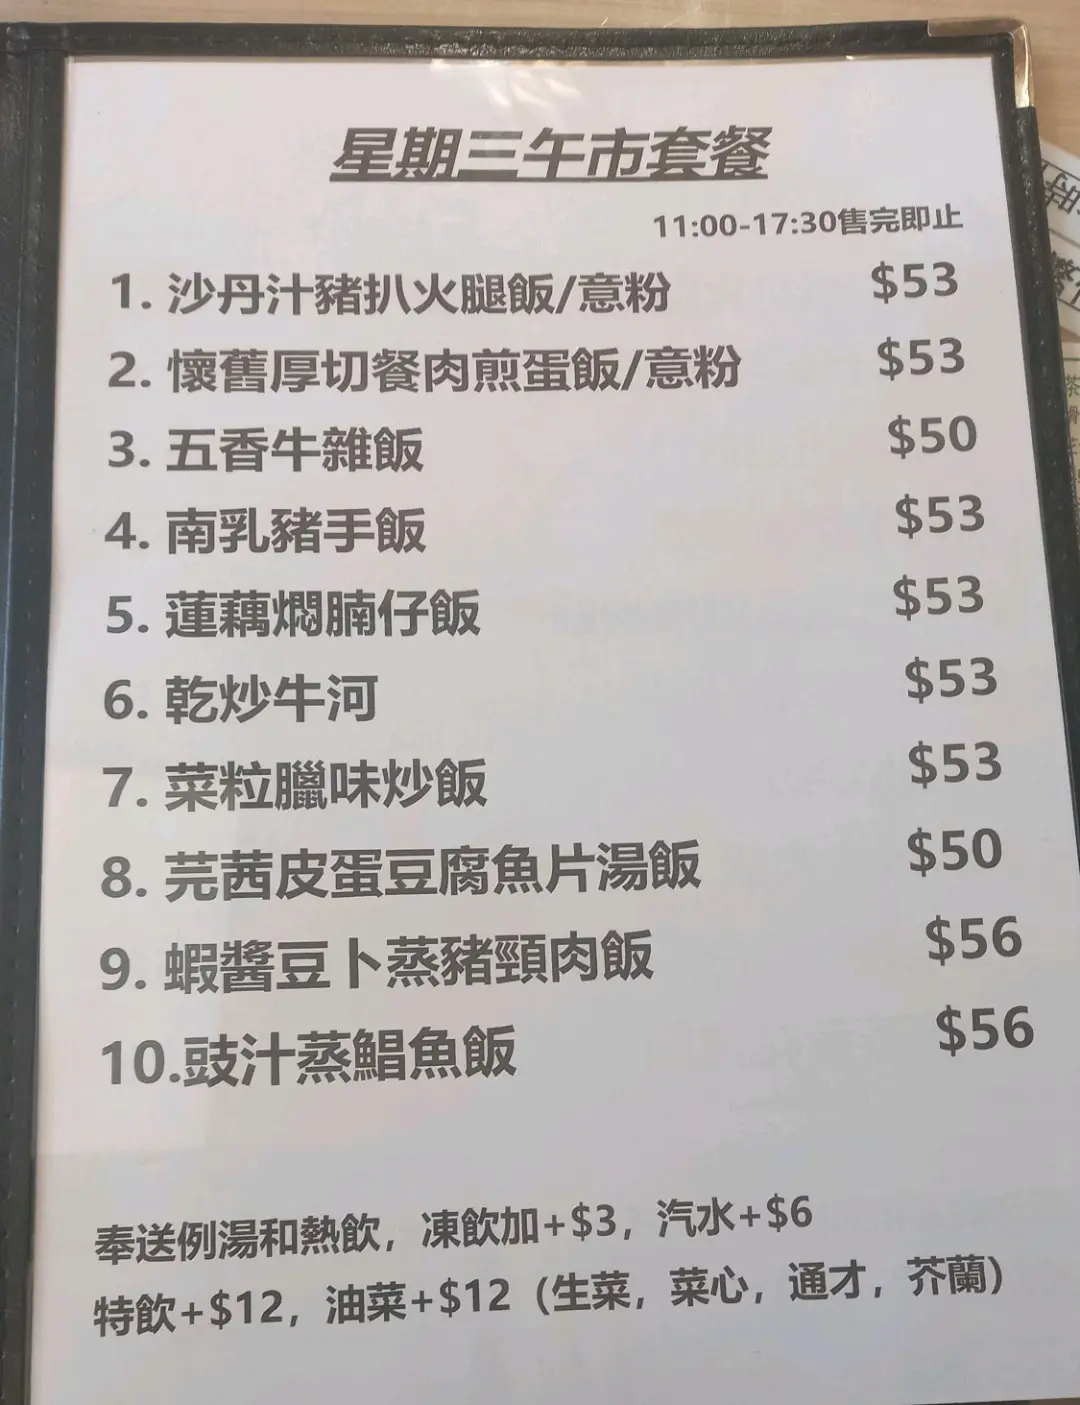 星期三午市套餐
11:00-17:30售完即止
1. 沙丹汁豬扒火腿飯/意粉 $53
2. 懷舊厚切餐肉煎蛋飯/意粉 $53
3. 五香牛雜飯 $50
4. 南乳豬手飯 $53
5. 蓮藕燜腩仔飯 $53
6. 乾炒牛河 $53
7. 菜粒臘味炒飯 $53
8. 芫茜皮蛋豆腐魚片湯飯 $50
9. 蝦醬豆卜蒸豬頸肉飯 $56
10.豉汁蒸鯧魚飯 $56
奉送例湯和熱飲，凍飲加+$3，汽水+$6
特飲+$12，油菜+$12（生菜，菜心，通才，芥蘭）